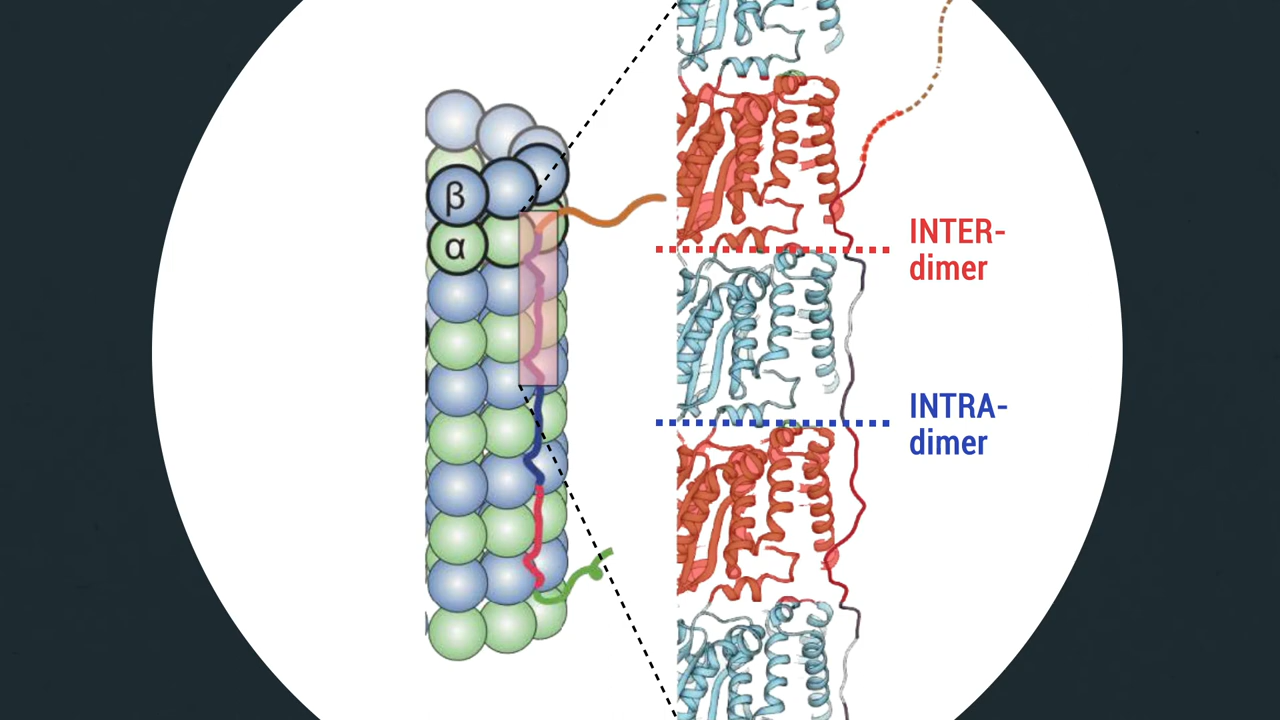 β
α
INTER-
dimer
INTRA-
dimer